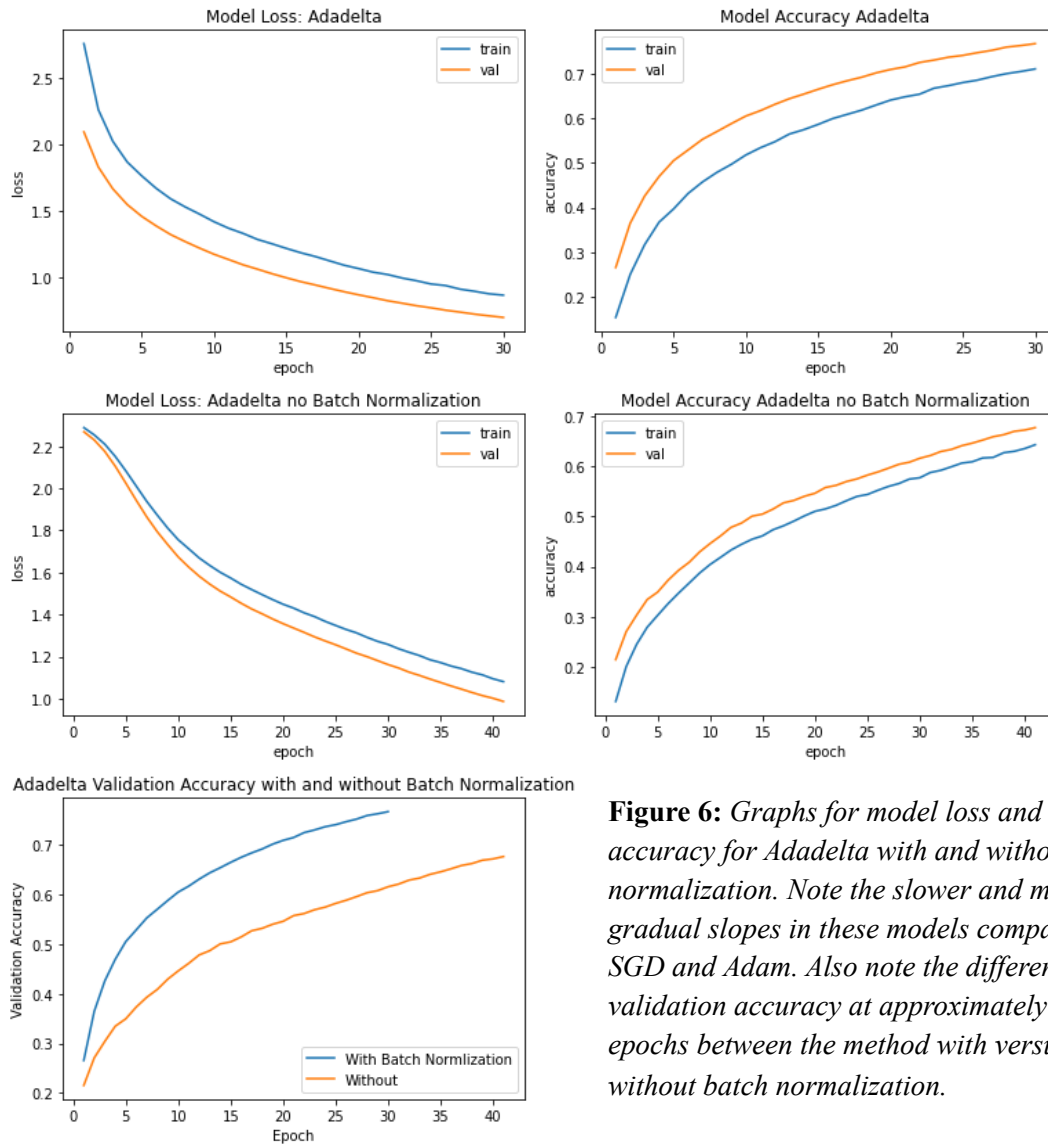 Model Loss: Adadelta
2.5
2.0
1.5
1.0
loss
train
val
0 5 10 15 20 25 30
epoch
Model Accuracy Adadelta
0.7
0.6
0.5
0.4
0.3
0.2
accuracy
train
val
0 5 10 15 20 25 30
epoch
Model Loss: Adadelta no Batch Normalization
2.2
2.0
1.8
1.6
1.4
1.2
1.0
loss
train
val
0 5 10 15 20 25 30 35 40
epoch
Model Accuracy Adadelta no Batch Normalization
0.7
0.6
0.5
0.4
0.3
0.2
accuracy
train
val
0 5 10 15 20 25 30 35 40
epoch
Adadelta Validation Accuracy with and without Batch Normalization
0.7
0.6
0.5
0.4
0.3
0.2
Validation Accuracy
With Batch Normlization
Without
0 5 10 15 20 25 30 35 40
Epoch
Figure 6: Graphs for model loss and
accuracy for Adadelta with and
normalization. Note the slower and
gradual slopes in these models
SGD and Adam. Also note the
validation accuracy at approximately
epochs between the method with
without batch normalization.